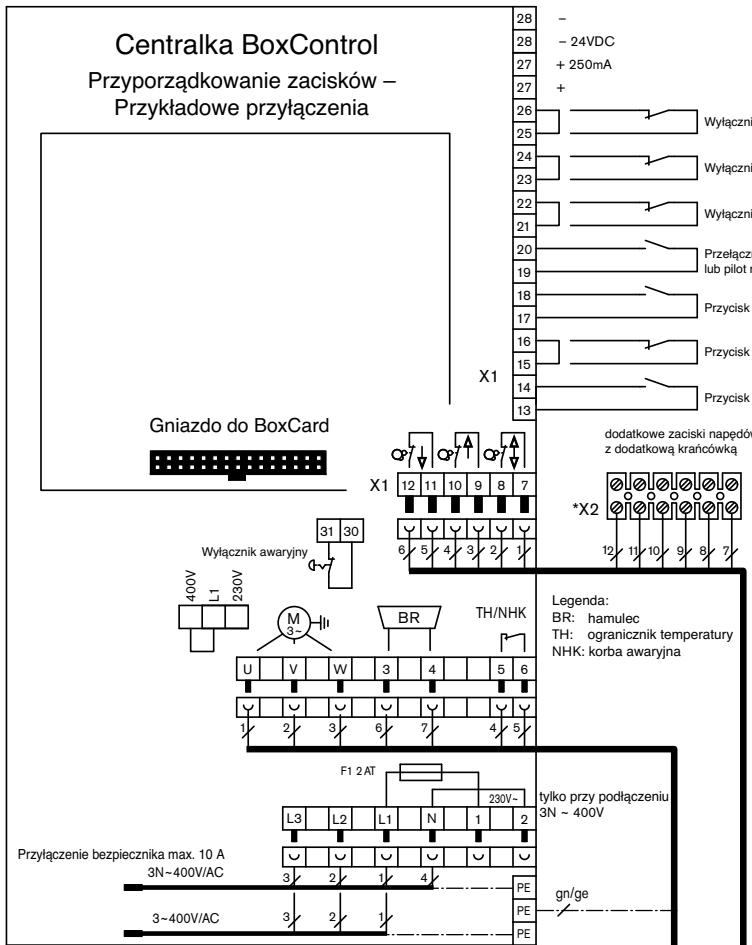 Centralka BoxControl
Przyporządkowanie zacisków –
Przykładowe przyłączenia
28 –
28 – 24VDC
27 + 250mA
27 +
26
25
24
23
22
21
20
19
18
17
16
15
14
13
Przycisk
Przycisk
Przycisk
lub pilot
X1
Gniazdo do BoxCard
dodatkowe zaciski
z dodatkową krańcówką
X1 12 11 10 9 8 7
*X2
6 5 4 3 2 1
12 11 10 9 8 7
31 30
Wyłącznik awaryjny
400V L1 230V
M
3~
BR
TH/NHK
Legenda:
BR: hamulec
TH: ogranicznik temperatury
NHK: korba awaryjna
U V W 3 4 5 6
1 2 3 6 7 4 5
F1 2 AT
230V~
tylko przy podłączeniu
3N ~ 400V
L3 L2 L1 N 1 2
Przyłączenie bezpiecznika max. 10 A
3N~400V/AC
3 2 1 4
PE
gn/ge
PE
3~400V/AC
3 2 1
PE